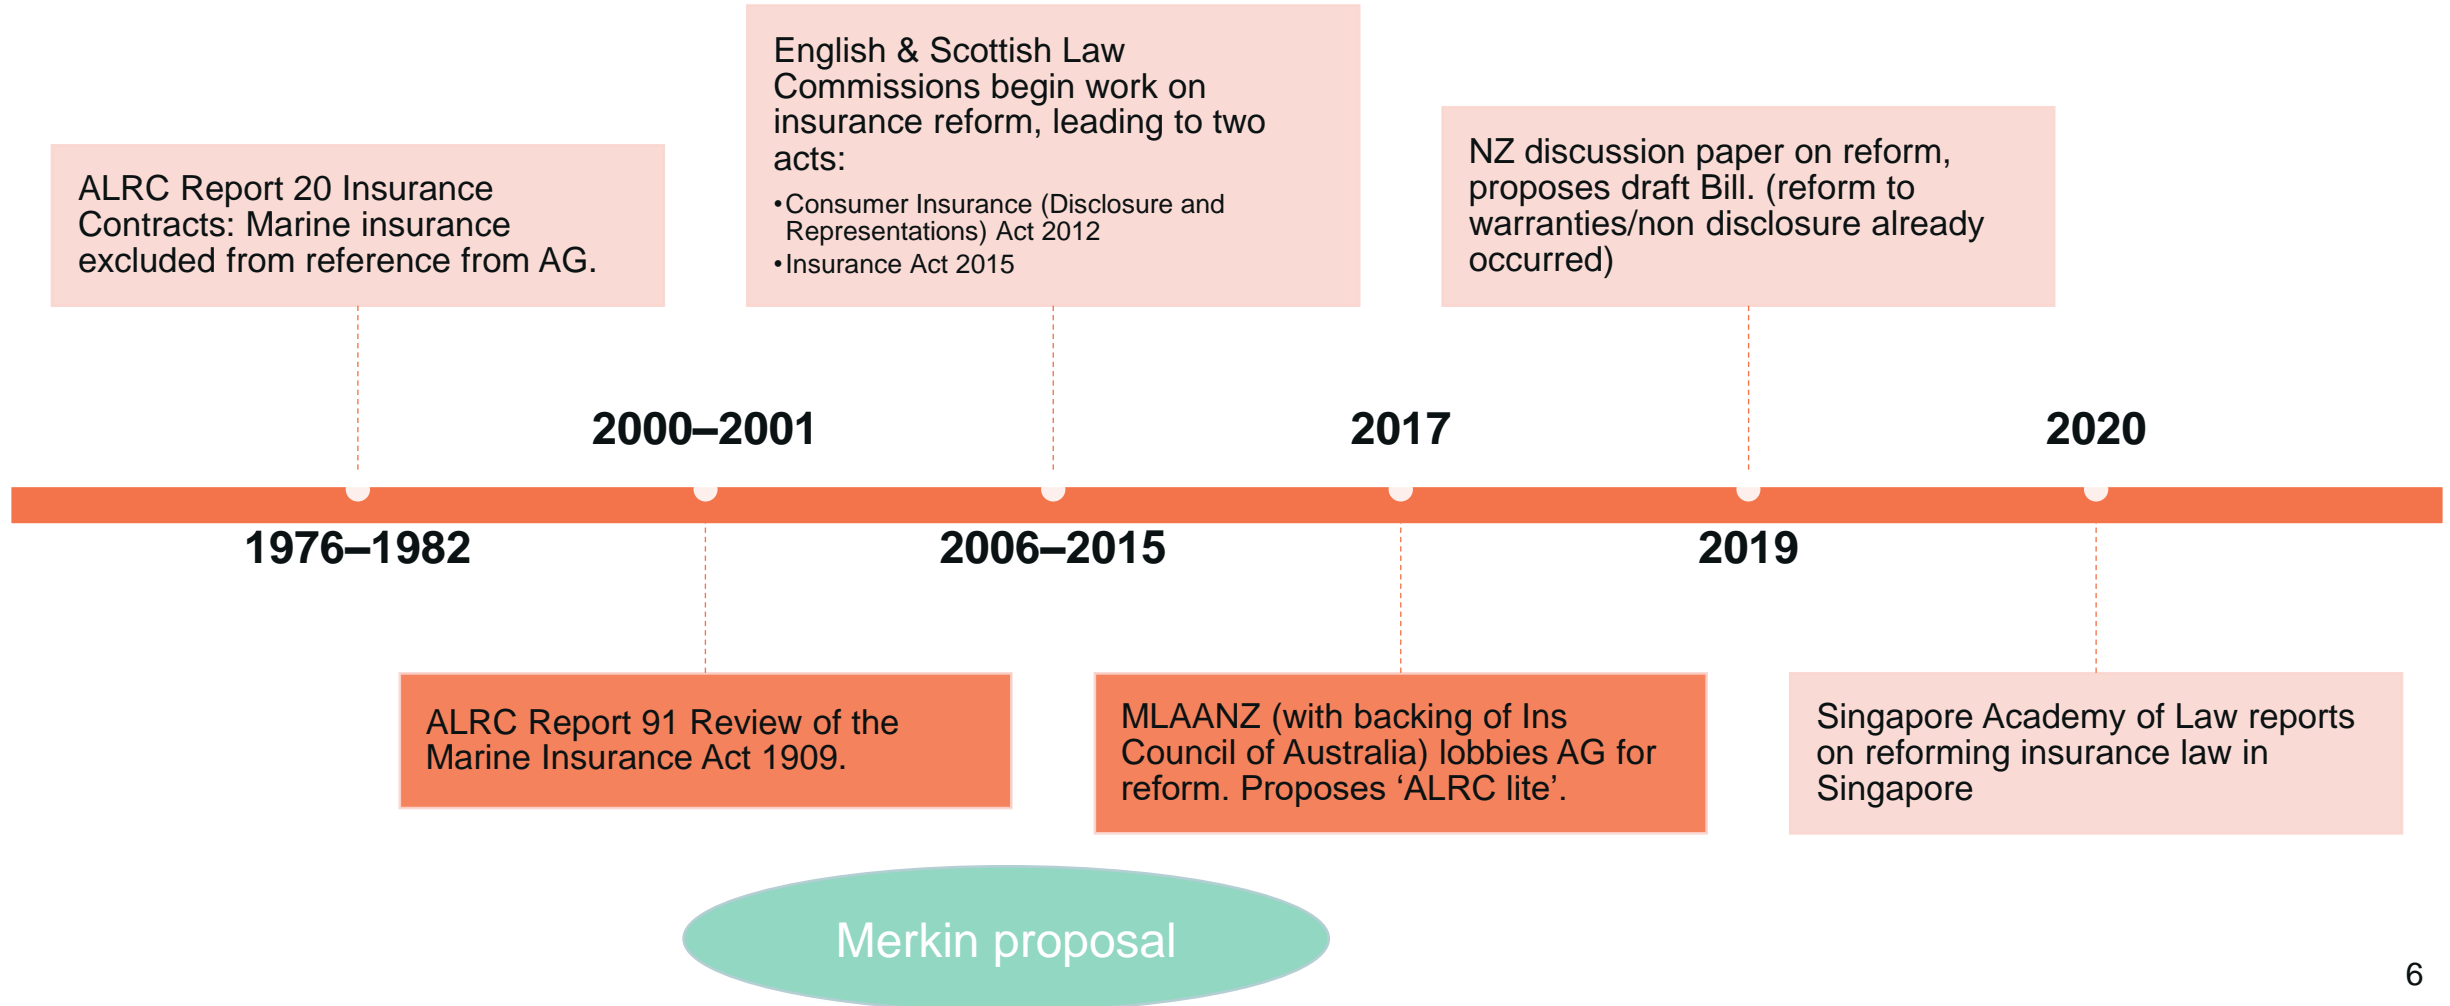 ALRC Report 20 Insurance
Contracts: Marine insurance
excluded from reference from AG.
English & Scottish Law
Commissions begin work on
insurance reform, leading to two
acts:
•Consumer Insurance (Disclosure and
Representations) Act 2012
•Insurance Act 2015
NZ discussion paper on reform,
proposes draft Bill. (reform to
warranties/non disclosure already
occurred)
2000–2001
2017
2020
1976–1982
2006–2015
2019
ALRC Report 91 Review of the
Marine Insurance Act 1909.
MLAANZ (with backing of Ins
Council of Australia) lobbies AG for
reform. Proposes ‘ALRC lite’.
Singapore Academy of Law reports
on reforming insurance law in
Singapore
Merkin proposal
6